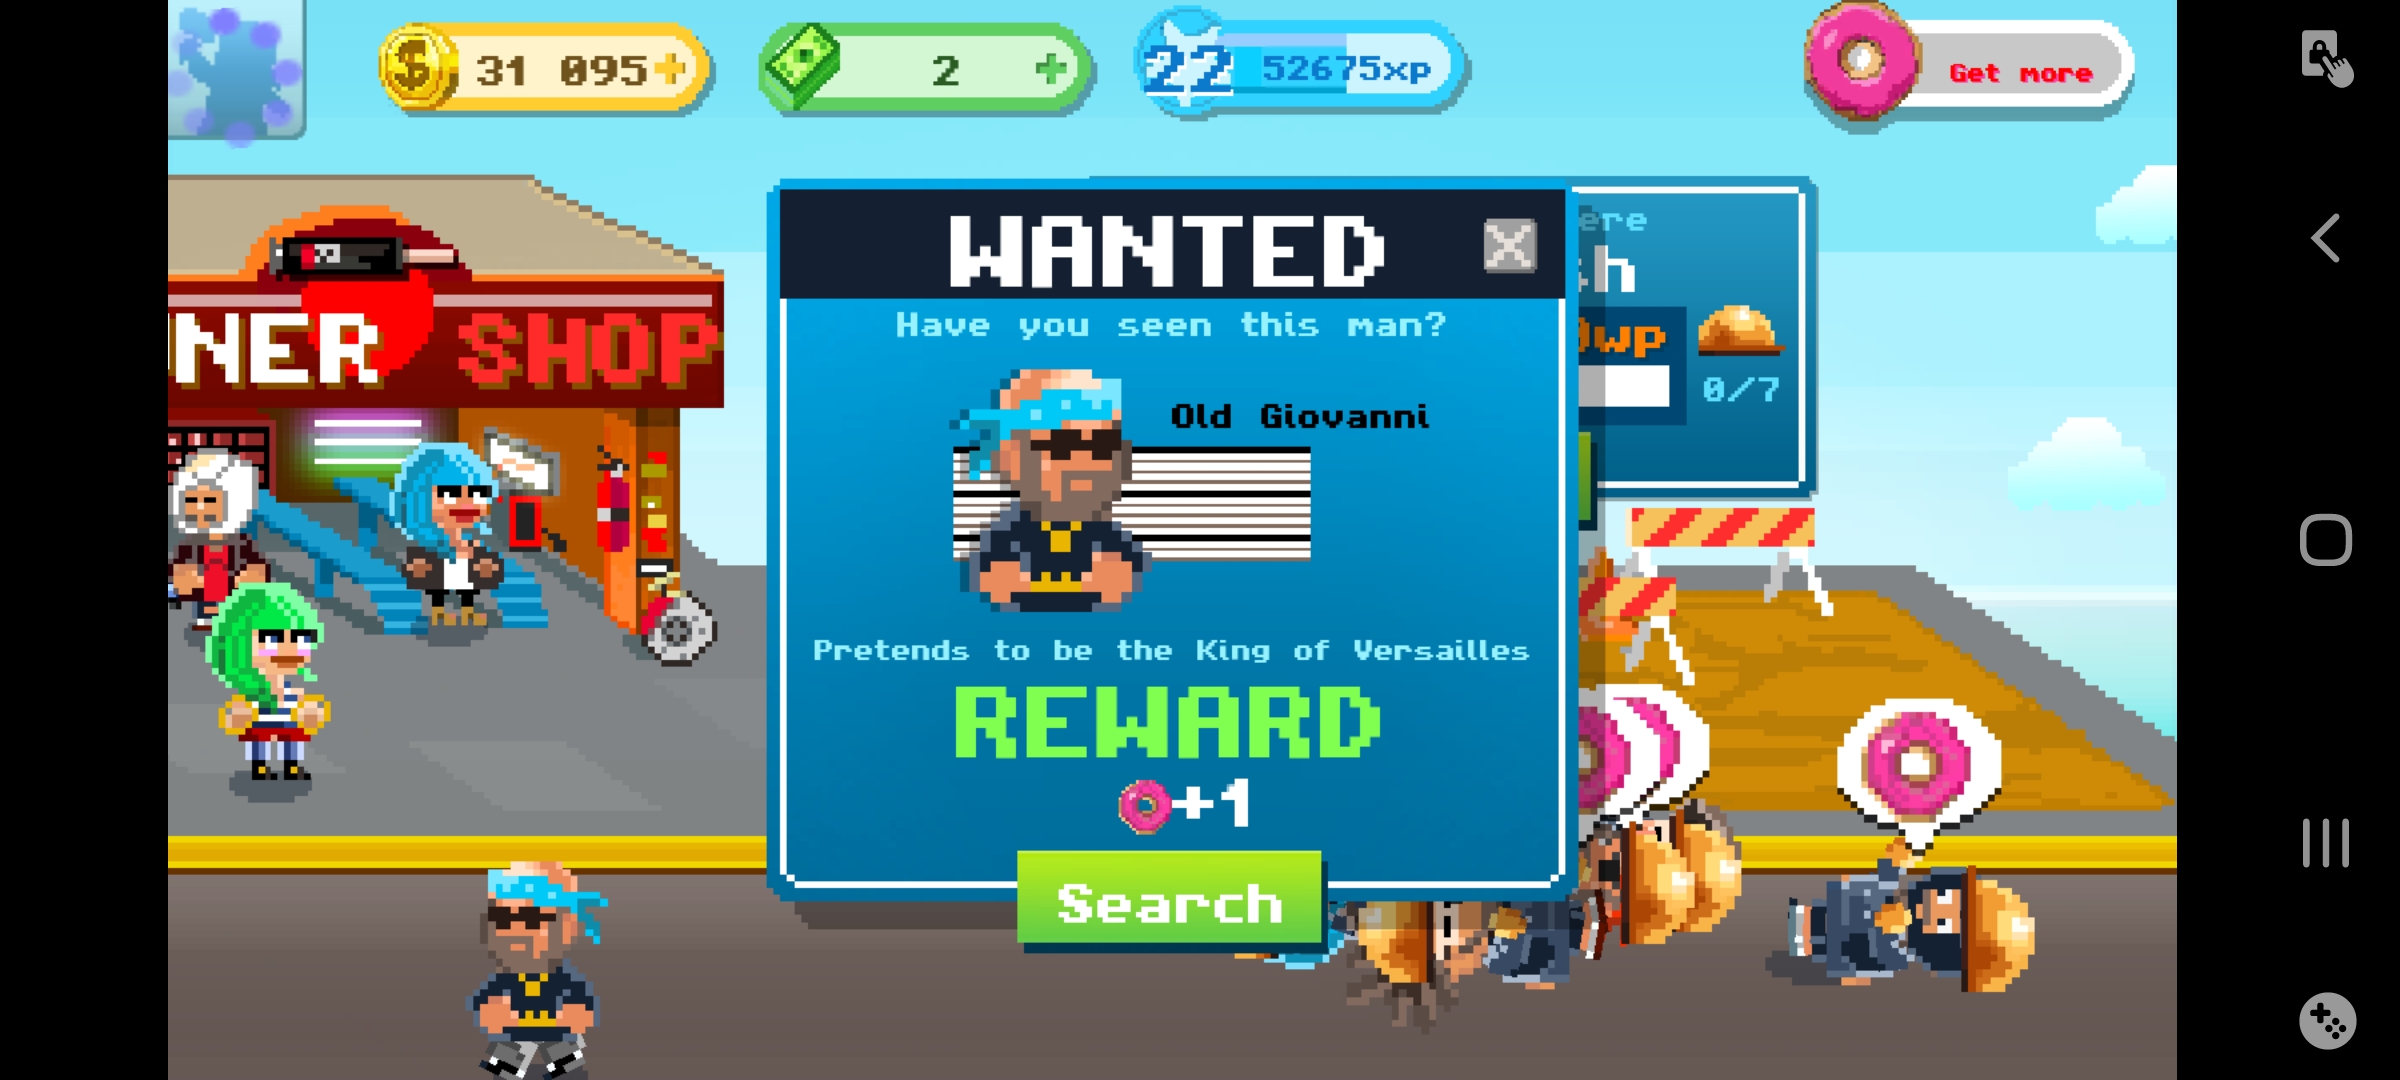 31 095
2
22
52675xp
Get more
NER SHOP
WANTED
Have you seen this man?
Old Giovanni
Pretends to be the King of Versailles
REWARD
+1
Search
ere
h
wp
0/7